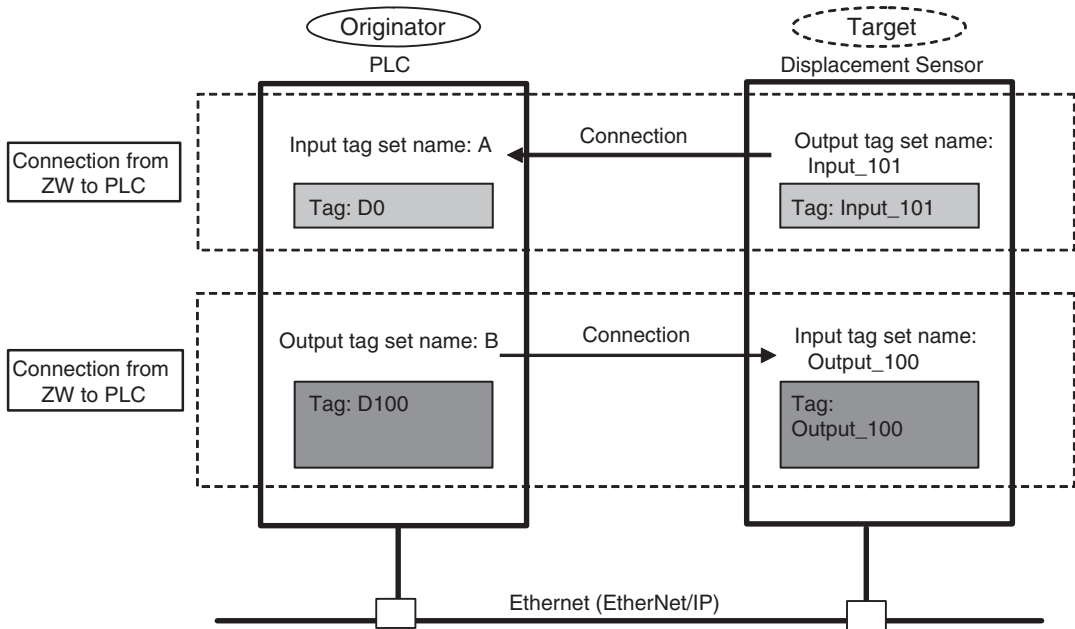 Originator
Target
PLC
Displacement Sensor
Connection from
ZW to PLC
Input tag set name: A
Connection
Output tag set name:
Input_101
Tag: D0
Tag: Input_101
Connection from
ZW to PLC
Output tag set name: B
Connection
Input tag set name:
Output_100
Tag: D100
Tag:
Output_100
Ethernet (EtherNet/IP)